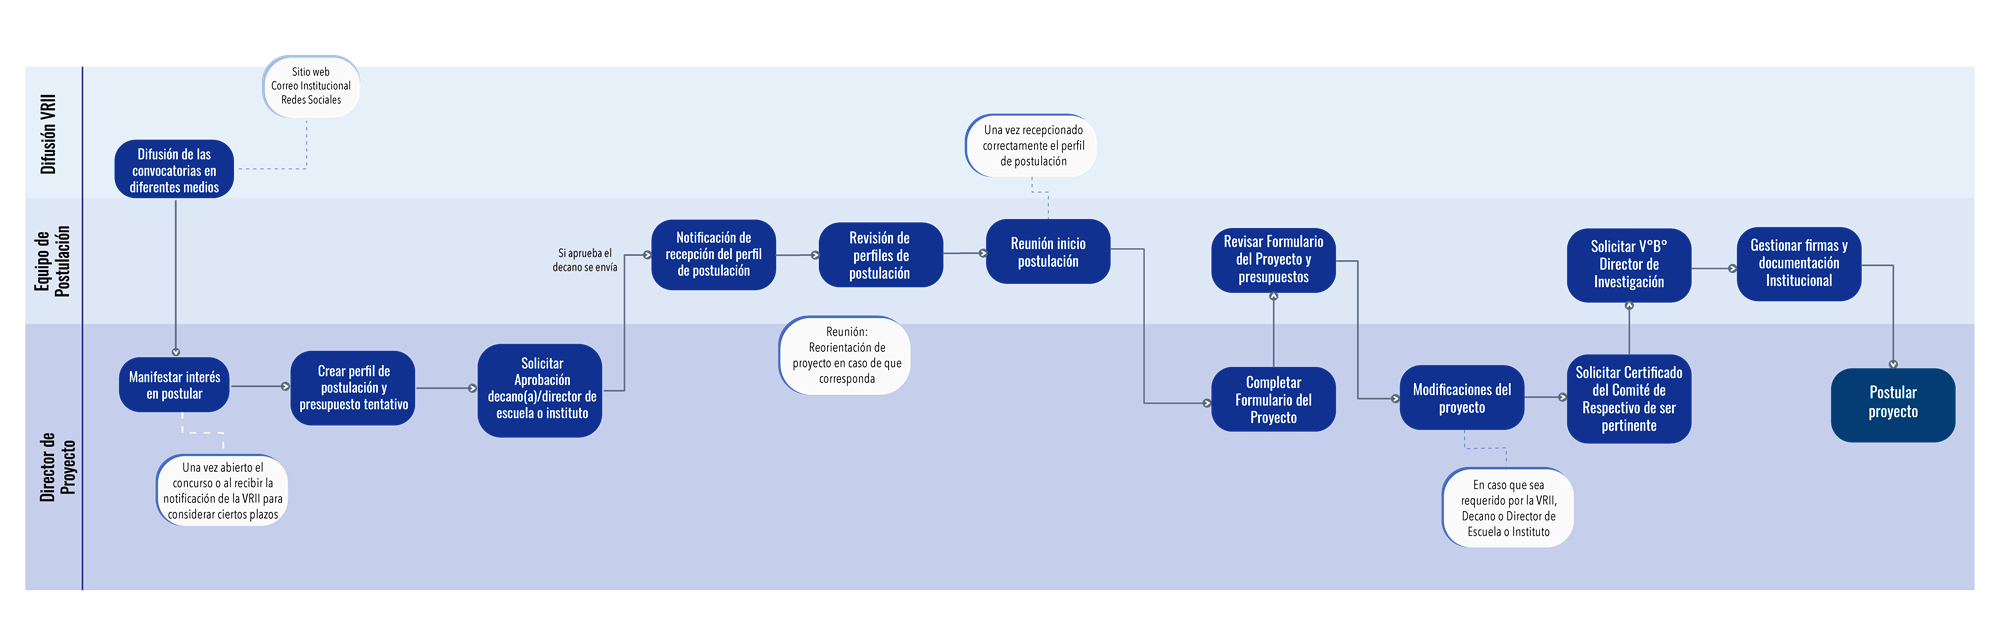 Difusión VRII
Sitio web
Correo Institucional
Redes Sociales
Difusión de las
convocatorias en
diferentes medios
Una vez recepcionado
correctamente el perfil
de postulación
Equipo de
Postulación
Si aprueba el
decano se envía
Notificación de
recepción del perfil
de postulación
Revisión de
perfiles de
postulación
Reunión inicio
postulación
Revisar Formulario
del Proyecto y
presupuestos
Solicitar V°B°
Director de
Investigación
Gestionar firmas y
documentación
Institucional
Reunión:
Reorientación de
proyecto en caso de que
corresponda
Director de
Proyecto
Manifestar interés
en postular
Crear perfil de
postulación y
presupuesto tentativo
Solicitar
Aprobación
decano(a)/director de
escuela o instituto
Completar
Formulario del
Proyecto
Modificaciones del
proyecto
Solicitar Certificado
del Comité de
Respectivo de ser
pertinente
Postular
proyecto
Una vez abierto el
concurso o al recibir la
notificación de la VRII para
considerar ciertos plazos
En caso que sea
requerido por la VRII,
Decano o Director de
Escuela o Instituto